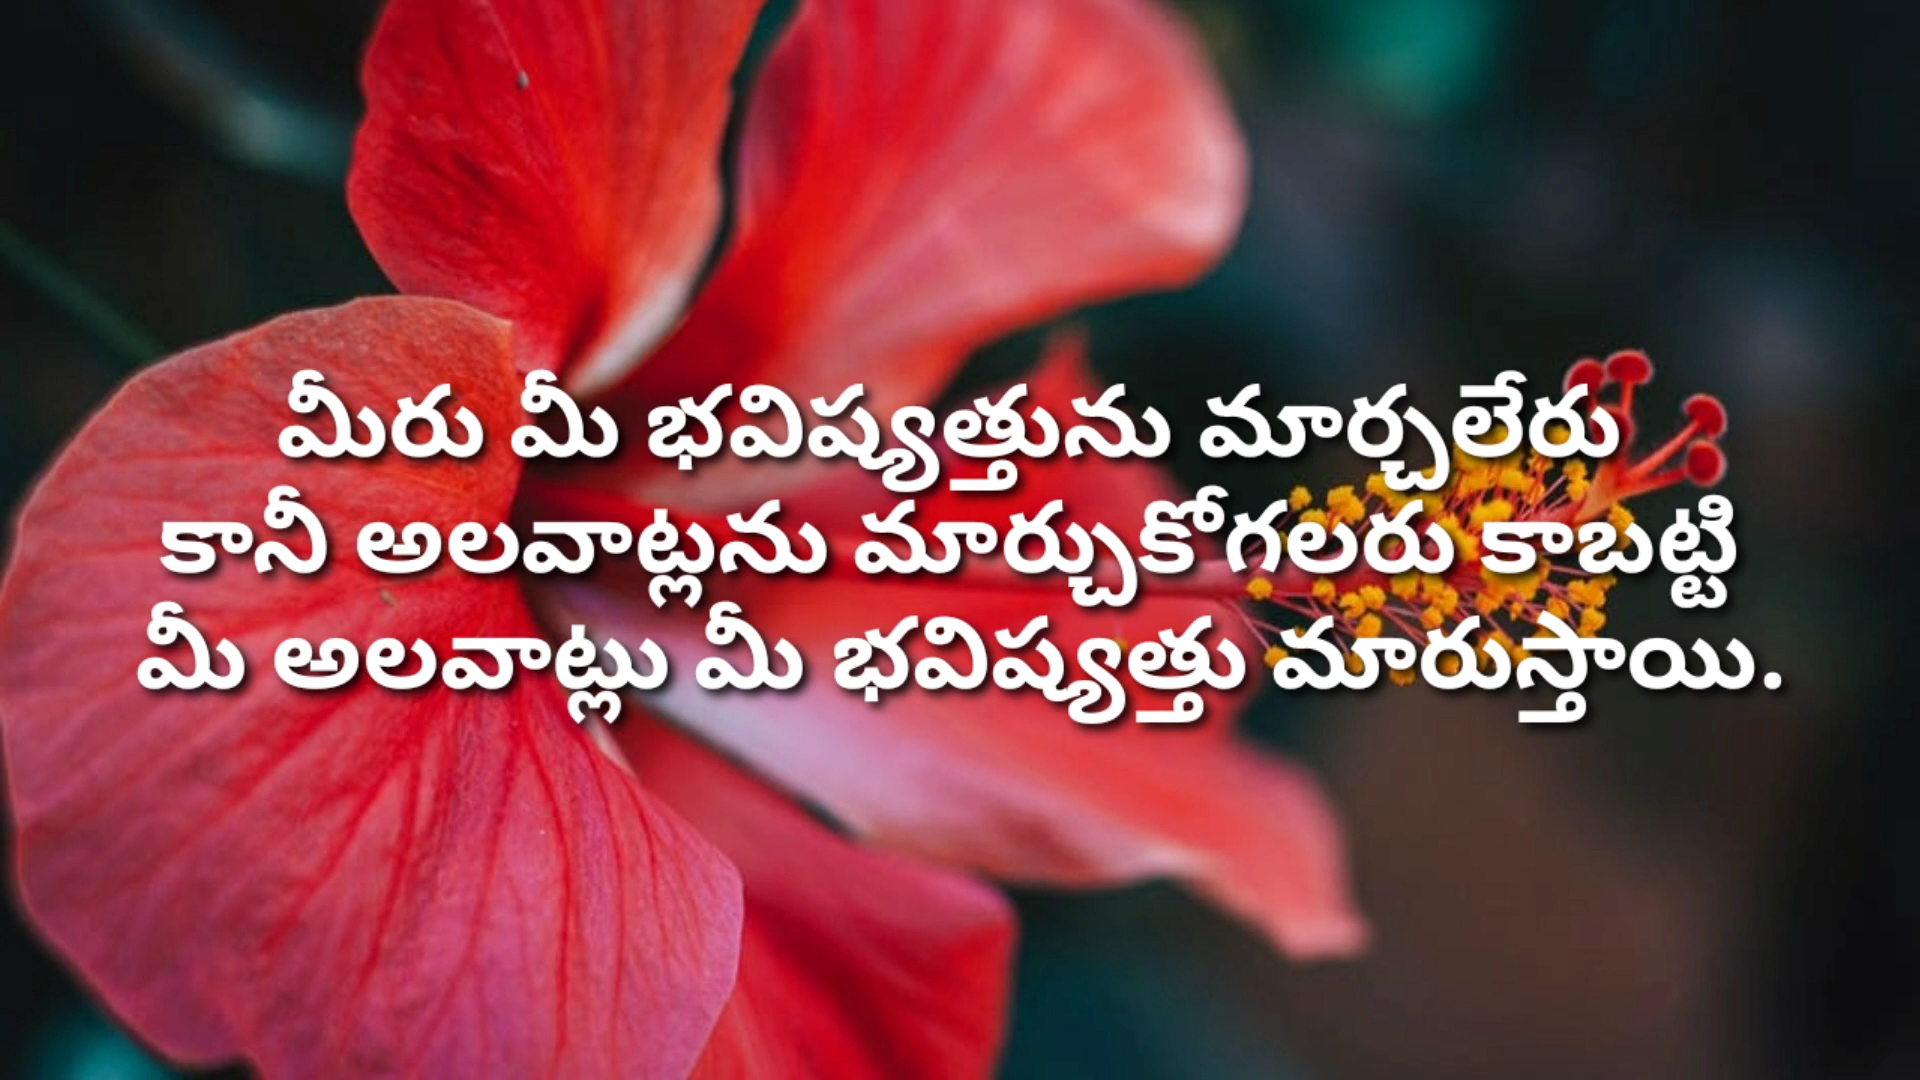 మీరు మీ భవిష్యత్తును మార్చలేరు
కానీ అలవాట్లను మార్చుకోగలరు కాబట్టి
మీ అలవాట్లు మీ భవిష్యత్తు మారుస్తాయి.